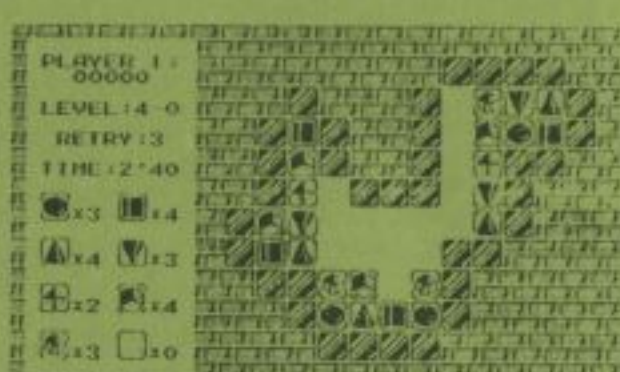 PLAYER 1:
00000
LEVEL:4-0
RETRY:3
TIME:2"40
x3 x4
x4 x3
x2 x4
x3 x0